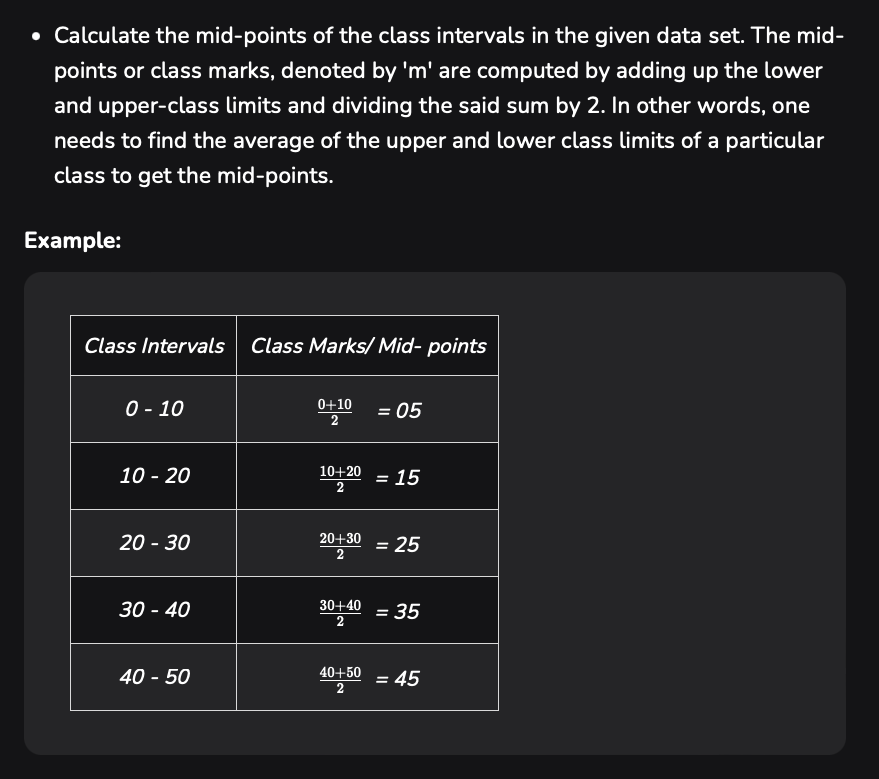 • Calculate the mid-points of the class intervals in the given data set. The mid-
points or class marks, denoted by 'm' are computed by adding up the lower
and upper-class limits and dividing the said sum by 2. In other words, one
needs to find the average of the upper and lower class limits of a particular
class to get the mid-points.
Example:
Class Intervals Class Marks/ Mid- points
0 - 10 0+10/2 = 05
10 - 20 10+20/2 = 15
20 - 30 20+30/2 = 25
30 - 40 30+40/2 = 35
40 - 50 40+50/2 = 45